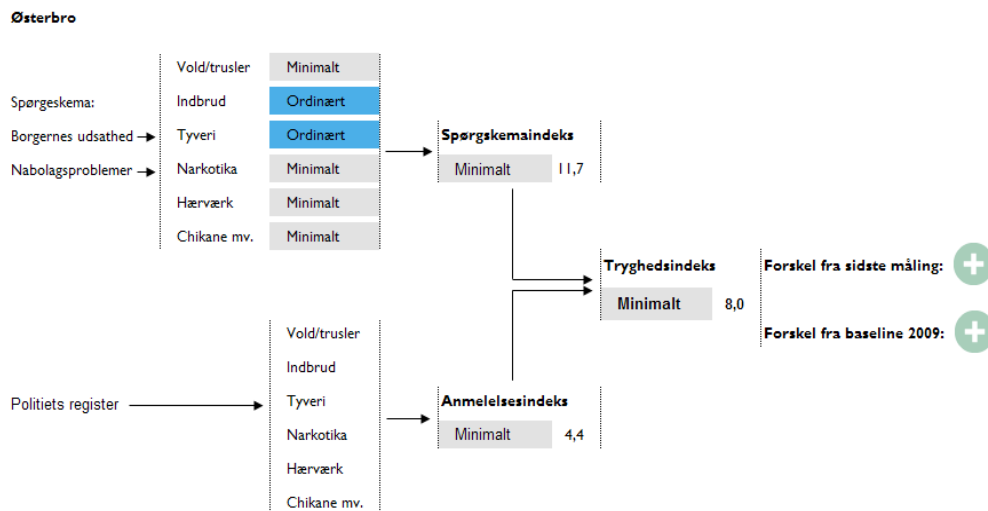 Østerbro
Vold/trusler Minimalt
Spørgeskema: Indbrud Ordinært
Borgernes udsathed Tyveri Ordinært Spørgskemaindeks
Nabolagsproblemer Narkotika Minimalt Minimalt 11,7
Hærværk Minimalt
Chikane mv. Minimalt
Tryghedsindeks Forskel fra sidste måling:
Minimalt 8,0
Vold/trusler Forskel fra baseline 2009:
Indbrud
Politiets register Tyveri Anmelelsesindeks
Narkotika Minimalt 4,4
Hærværk
Chikane mv.